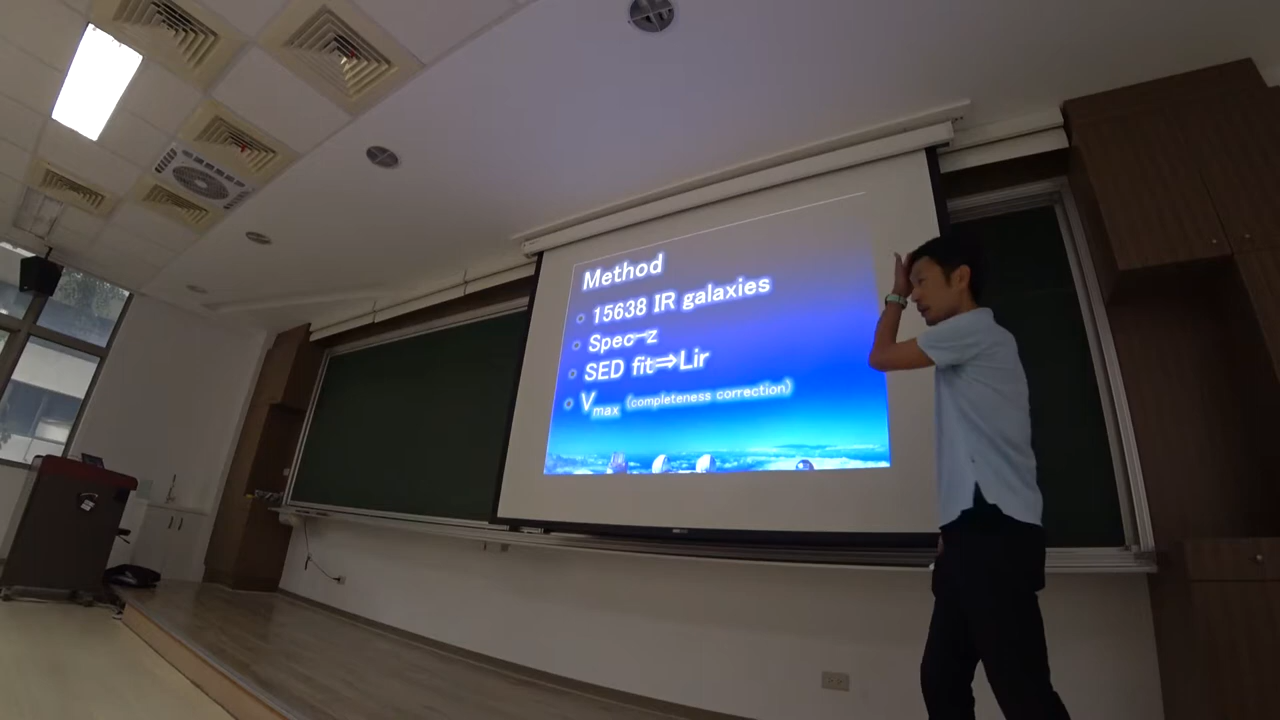 Method
15638 IR galaxies
Spec-z
SED fit⇒Lir
Vmax (completeness correction)